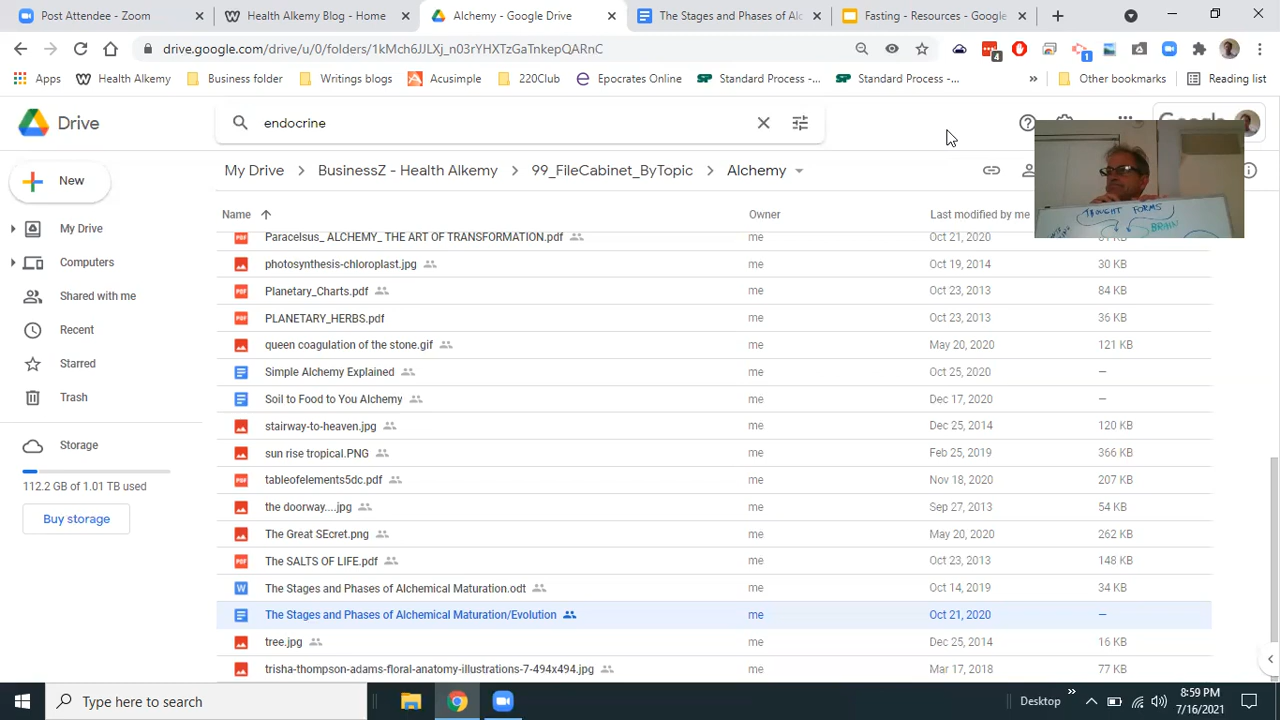 Post Attendee - Zoom
Health Alkemy Blog - Home
Alchemy - Google Drive
The Stages and Phases of Alc
Fasting - Resources - Google
drive.google.com/drive/u/0/folders/1kMch6JJLXj_n03rYHXTzGaTnkepQARnC
4
1
Apps
Health Alkemy
Business folder
Writings blogs
Acusimple
220Club
Epocrates Online
Standard Process -...
Standard Process -...
»
Other bookmarks
Reading list
Drive
endocrine
New
My Drive > BusinessZ - Health Alkemy > 99_FileCabinet_ByTopic > Alchemy
THOUGHT FORMS
BRAIN
My Drive
Computers
Shared with me
Recent
Starred
Trash
Storage
112.2 GB of 1.01 TB used
Buy storage
Name Owner Last modified by me
Paracelsus_ ALCHEMY_ THE ART OF TRANSFORMATION.pdf me Oct 21, 2020
photosynthesis-chloroplast.jpg me Oct 19, 2014 30 KB
Planetary_Charts.pdf me Oct 23, 2013 84 KB
PLANETARY_HERBS.pdf me Oct 23, 2013 36 KB
queen coagulation of the stone.gif me May 20, 2020 121 KB
Simple Alchemy Explained me Oct 25, 2020 —
Soil to Food to You Alchemy me Dec 17, 2020 —
stairway-to-heaven.jpg me Dec 25, 2014 120 KB
sun rise tropical.PNG me Feb 25, 2019 366 KB
tableofelements5dc.pdf me Nov 18, 2020 207 KB
the doorway....jpg me Sep 27, 2013 54 KB
The Great SEcret.png me May 20, 2020 262 KB
The SALTS OF LIFE.pdf me Oct 23, 2013 148 KB
The Stages and Phases of Alchemical Maturation.odt me Oct 14, 2019 34 KB
The Stages and Phases of Alchemical Maturation/Evolution me Oct 21, 2020 —
tree.jpg me Dec 25, 2014 16 KB
trisha-thompson-adams-floral-anatomy-illustrations-7-494x494.jpg me Mar 17, 2018 77 KB
Type here to search
Desktop »
8:59 PM
7/16/2021